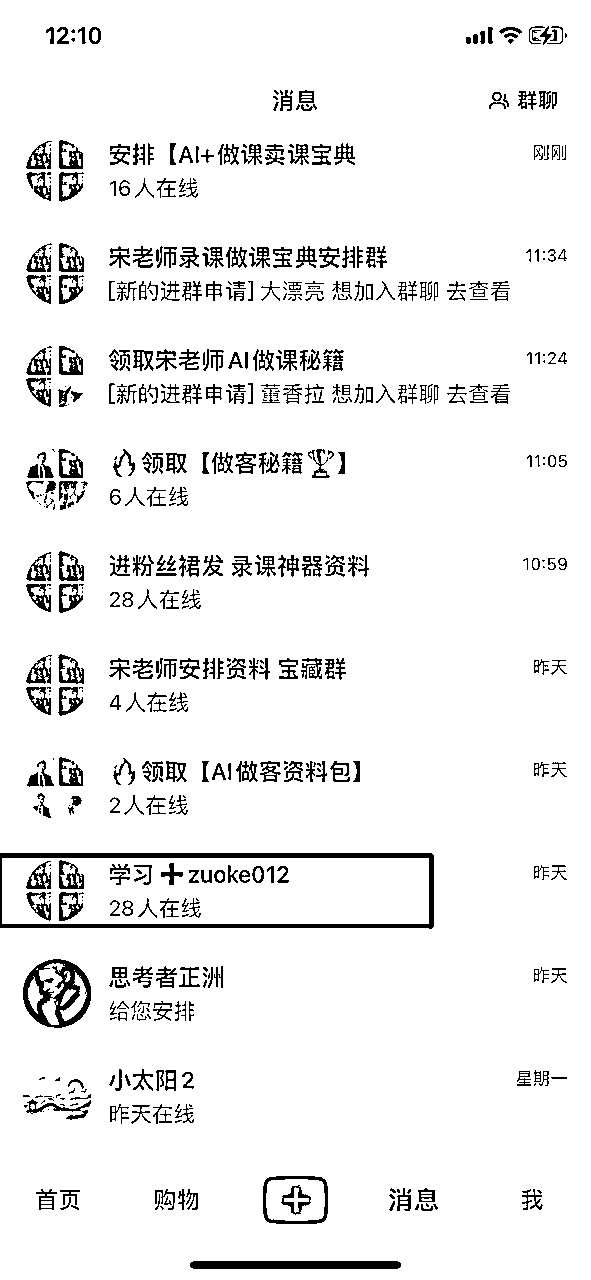 12:10
消息
群聊
安排【AI+做课卖课宝典
刚刚
16人在线
宋老师录课做课宝典安排群
11:34
[新的进群申请] 大漂亮 想加入群聊 去查看
领取宋老师AI做课秘籍
11:24
[新的进群申请] 董香拉 想加入群聊 去查看
🔥领取【做客秘籍🏆】
11:05
6人在线
进粉丝裙发 录课神器资料
10:59
28人在线
宋老师安排资料 宝藏群
昨天
4人在线
🔥领取【AI做客资料包】
昨天
2人在线
学习➕zuoke012
昨天
28人在线
思考者正洲
昨天
给您安排
小太阳2
星期一
昨天在线
首页
购物
消息
我